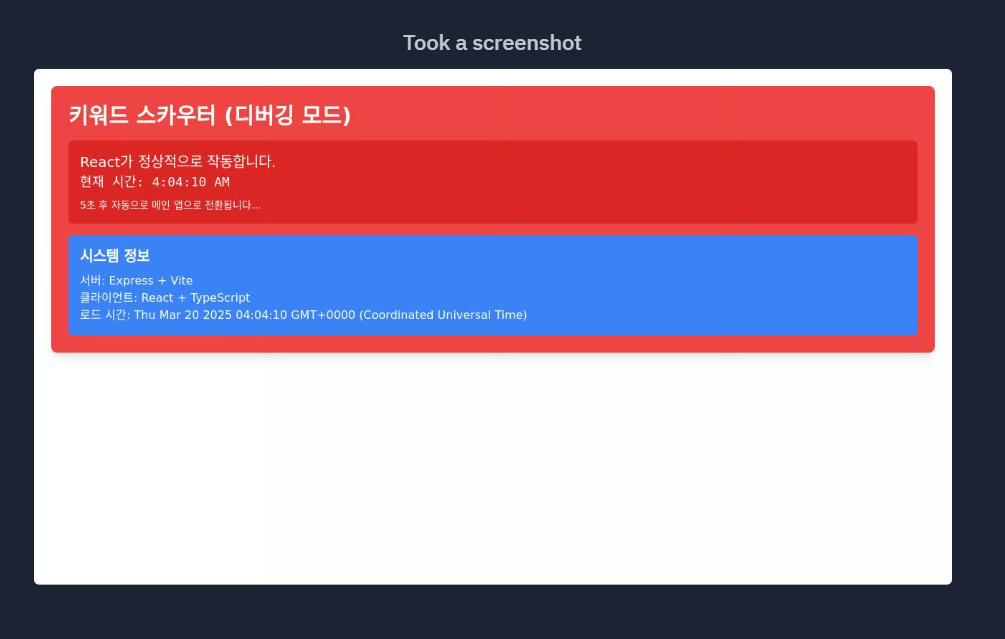 Took a screenshot
키워드 스카우터 (디버깅 모드)
React가 정상적으로 작동합니다.
현재 시간: 4:04:10 AM
5초 후 자동으로 메인 앱으로 전환됩니다...
시스템 정보
서버: Express + Vite
클라이언트: React + TypeScript
로드 시간: Thu Mar 20 2025 04:04:10 GMT+0000 (Coordinated Universal Time)